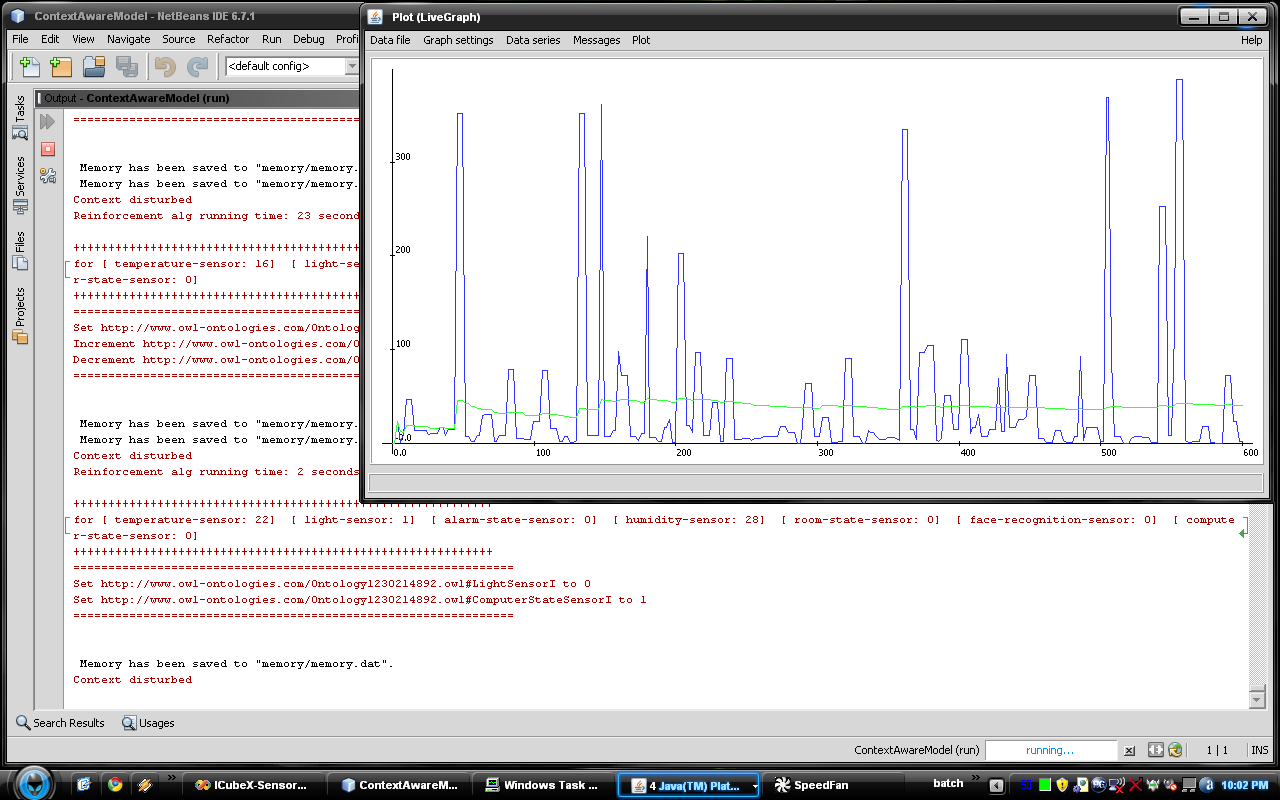 ContextAwareModel - NetBeans IDE 6.7.1
File Edit View Navigate Source Refactor Run Debug
<default config>
Output - ContextAwareModel (run)
Tasks
Services
Files
Projects
Memory has been saved to "memory/memory.
Memory has been saved to "memory/memory.
Context disturbed
Reinforcement alg running time: 23 second
++++++++++++++++++++++++++++++++++++++++
for [ temperature-sensor: 16] [ light-se
r-state-sensor: 0]
Set http://www.owl-ontologies.com/Ontolog
Increment http://www.owl-ontologies.com/O
Decrement http://www.owl-ontologies.com/O
Memory has been saved to "memory/memory.
Memory has been saved to "memory/memory.
Context disturbed
Reinforcement alg running time: 2 seconds
for [ temperature-sensor: 22] [ light-sensor: 1] [ alarm-state-sensor: 0] [ humidity-sensor: 28] [ room-state-sensor: 0] [ face-recognition-sensor: 0] [ compute
r-state-sensor: 0]
Set http://www.owl-ontologies.com/Ontology1230214892.owl#LightSensorI to 0
Set http://www.owl-ontologies.com/Ontology1230214892.owl#ComputerStateSensorI to 1
Memory has been saved to "memory/memory.dat".
Context disturbed
Plot (LiveGraph)
Data file Graph settings Data series Messages Plot Help
300
200
100
0.0 100 200 300 400 500 600
Search Results Usages
ContextAwareModel (run) running... 1 | 1 INS
ICubeX-Sensor... ContextAwareM... Windows Task ... 4 Java(TM) Plat... SpeedFan batch 10:02 PM